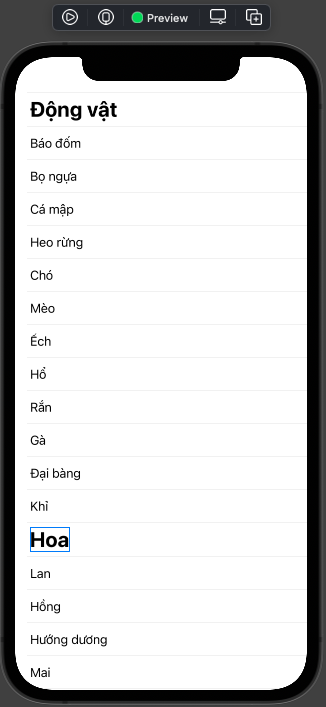 Preview
Động vật
Báo đốm
Bọ ngựa
Cá mập
Heo rừng
Chó
Mèo
Ếch
Hổ
Rắn
Gà
Đại bàng
Khỉ
Hoa
Lan
Hồng
Hướng dương
Mai